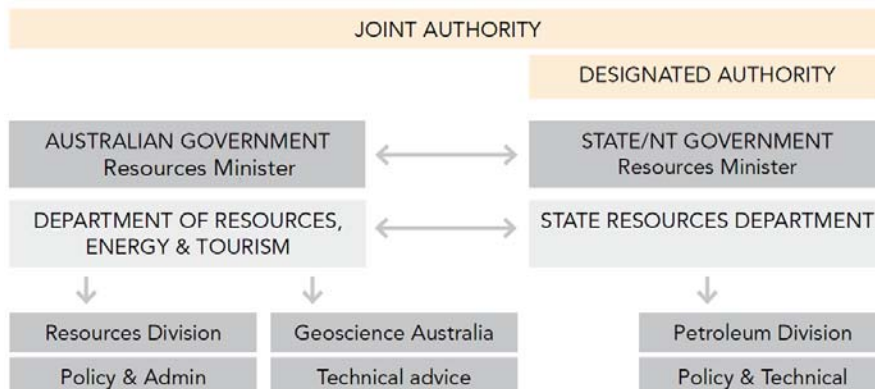 JOINT AUTHORITY
DESIGNATED AUTHORITY
AUSTRALIAN GOVERNMENT
Resources Minister
STATE/NT GOVERNMENT
Resources Minister
DEPARTMENT OF RESOURCES,
ENERGY & TOURISM
STATE RESOURCES DEPARTMENT
Resources Division
Geoscience Australia
Petroleum Division
Policy & Admin
Technical advice
Policy & Technical